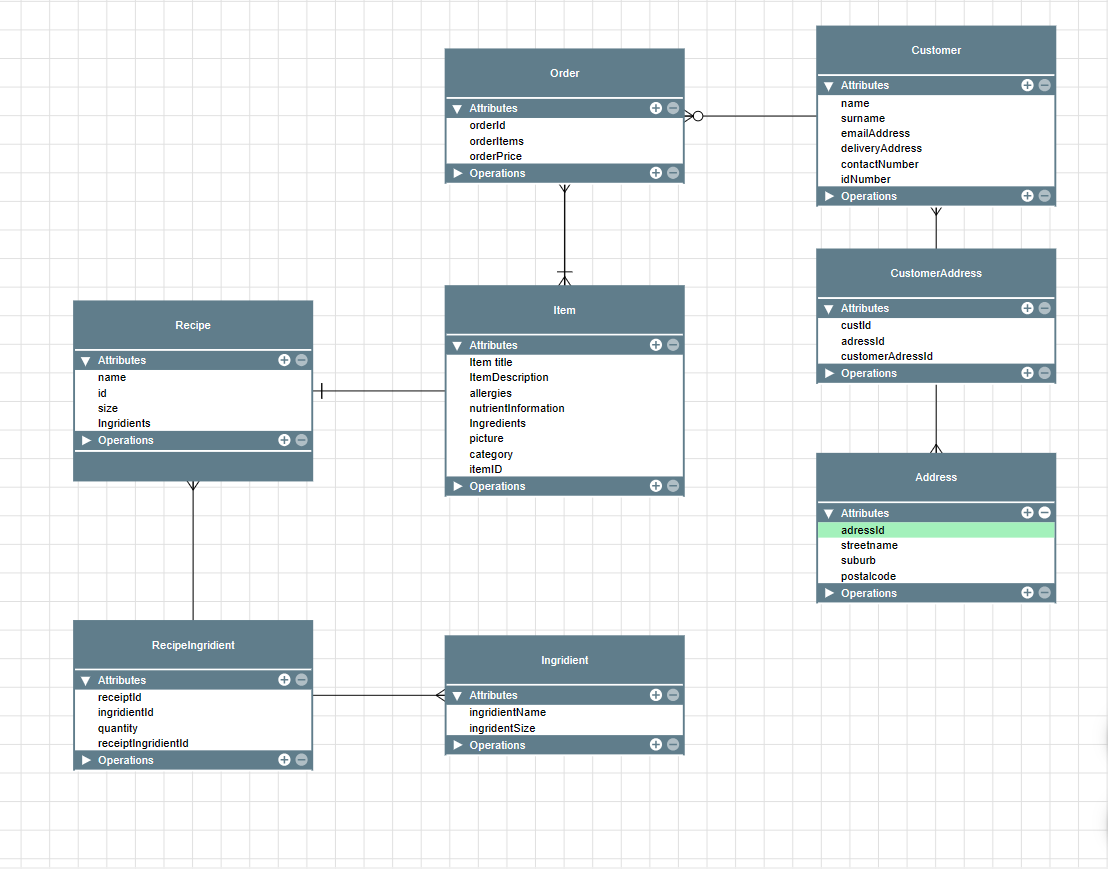 Order
Attributes
orderId
orderItems
orderPrice
Operations
Customer
Attributes
name
surname
emailAddress
deliveryAddress
contactNumber
idNumber
Operations
CustomerAddress
Attributes
custId
adressId
customerAdressId
Operations
Recipe
Attributes
name
id
size
Ingridients
Operations
Item
Attributes
Item title
ItemDescription
allergies
nutrientInformation
Ingredients
picture
category
itemID
Operations
Address
Attributes
adressId
streetname
suburb
postalcode
Operations
RecipeIngridient
Attributes
receiptId
ingridientId
quantity
receiptIngridientId
Operations
Ingridient
Attributes
ingridientName
ingridentSize
Operations